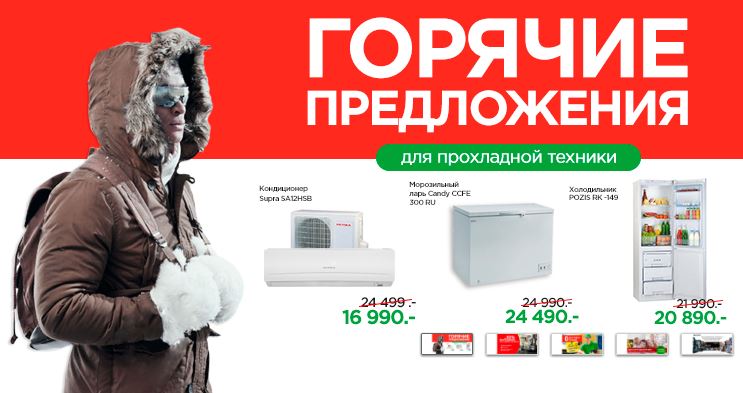 ГОРЯЧИЕ
ПРЕДЛОЖЕНИЯ
для прохладной техники
Кондиционер
Supra SA12HSB
Морозильный
ларь Candy CCFE
300 RU
Холодильник
POZIS RK -149
24 499.-
16 990.-
24 990.-
24 490.-
21 990.-
20 890.-
ГОРЯЧИЕ